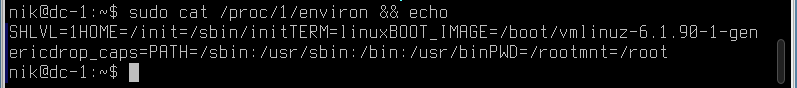 nik@dc-1:~$ sudo cat /proc/1/environ && echo
SHLVL=1HOME=/init=/sbin/initTERM=linuxBOOT_IMAGE=/boot/vmlinuz-6.1.90-1-gen
ericdrop_caps=PATH=/sbin:/usr/sbin:/bin:/usr/binPWD=/rootmnt=/root
nik@dc-1:~$